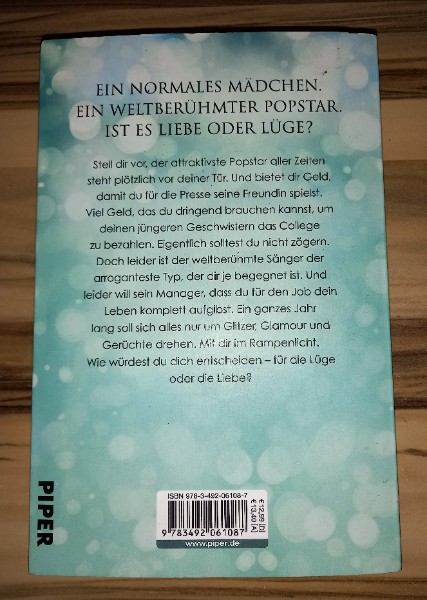 EIN NORMALES MÄDCHEN.
EIN WELTBERÜHMTER POPSTAR.
IST ES LIEBE ODER LÜGE?
Stell dir vor, der attraktivste Popstar aller Zeiten
steht plötzlich vor deiner Tür. Und bietet dir Geld,
damit du für die Presse seine Freundin spielst.
Viel Geld, das du dringend brauchen kannst, um
deinen jüngeren Geschwistern das College
zu bezahlen. Eigentlich solltest du nicht zögern.
Doch leider ist der weltberühmte Sänger der
arroganteste Typ, der dir je begegnet ist. Und
leider will sein Manager, dass du für den Job dein
Leben komplett aufgibst. Ein ganzes Jahr
lang soll sich alles nur um Glitzer, Glamour und
Gerüchte drehen. Mit dir im Rampenlicht.
Wie würdest du dich entscheiden – für die Lüge
oder die Liebe?
PIPER
ISBN 978-3-492-06108-7
€ 12,99 [D]
€ 13,40 [A]
9 783492 061087
www.piper.de